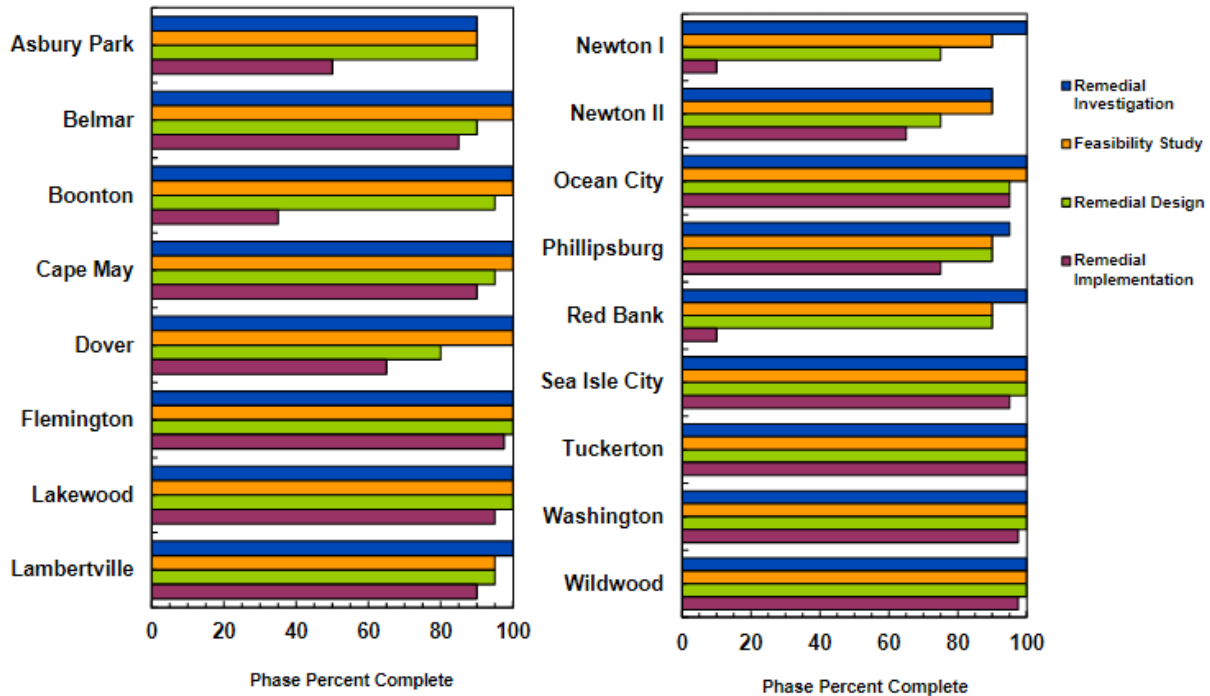 Asbury Park
Belmar
Boonton
Cape May
Dover
Flemington
Lakewood
Lambertville
0 20 40 60 80 100
Phase Percent Complete
Newton I
Newton II
Ocean City
Phillipsburg
Red Bank
Sea Isle City
Tuckerton
Washington
Wildwood
0 20 40 60 80 100
Phase Percent Complete
Remedial
Investigation
Feasibility Study
Remedial Design
Remedial
Implementation